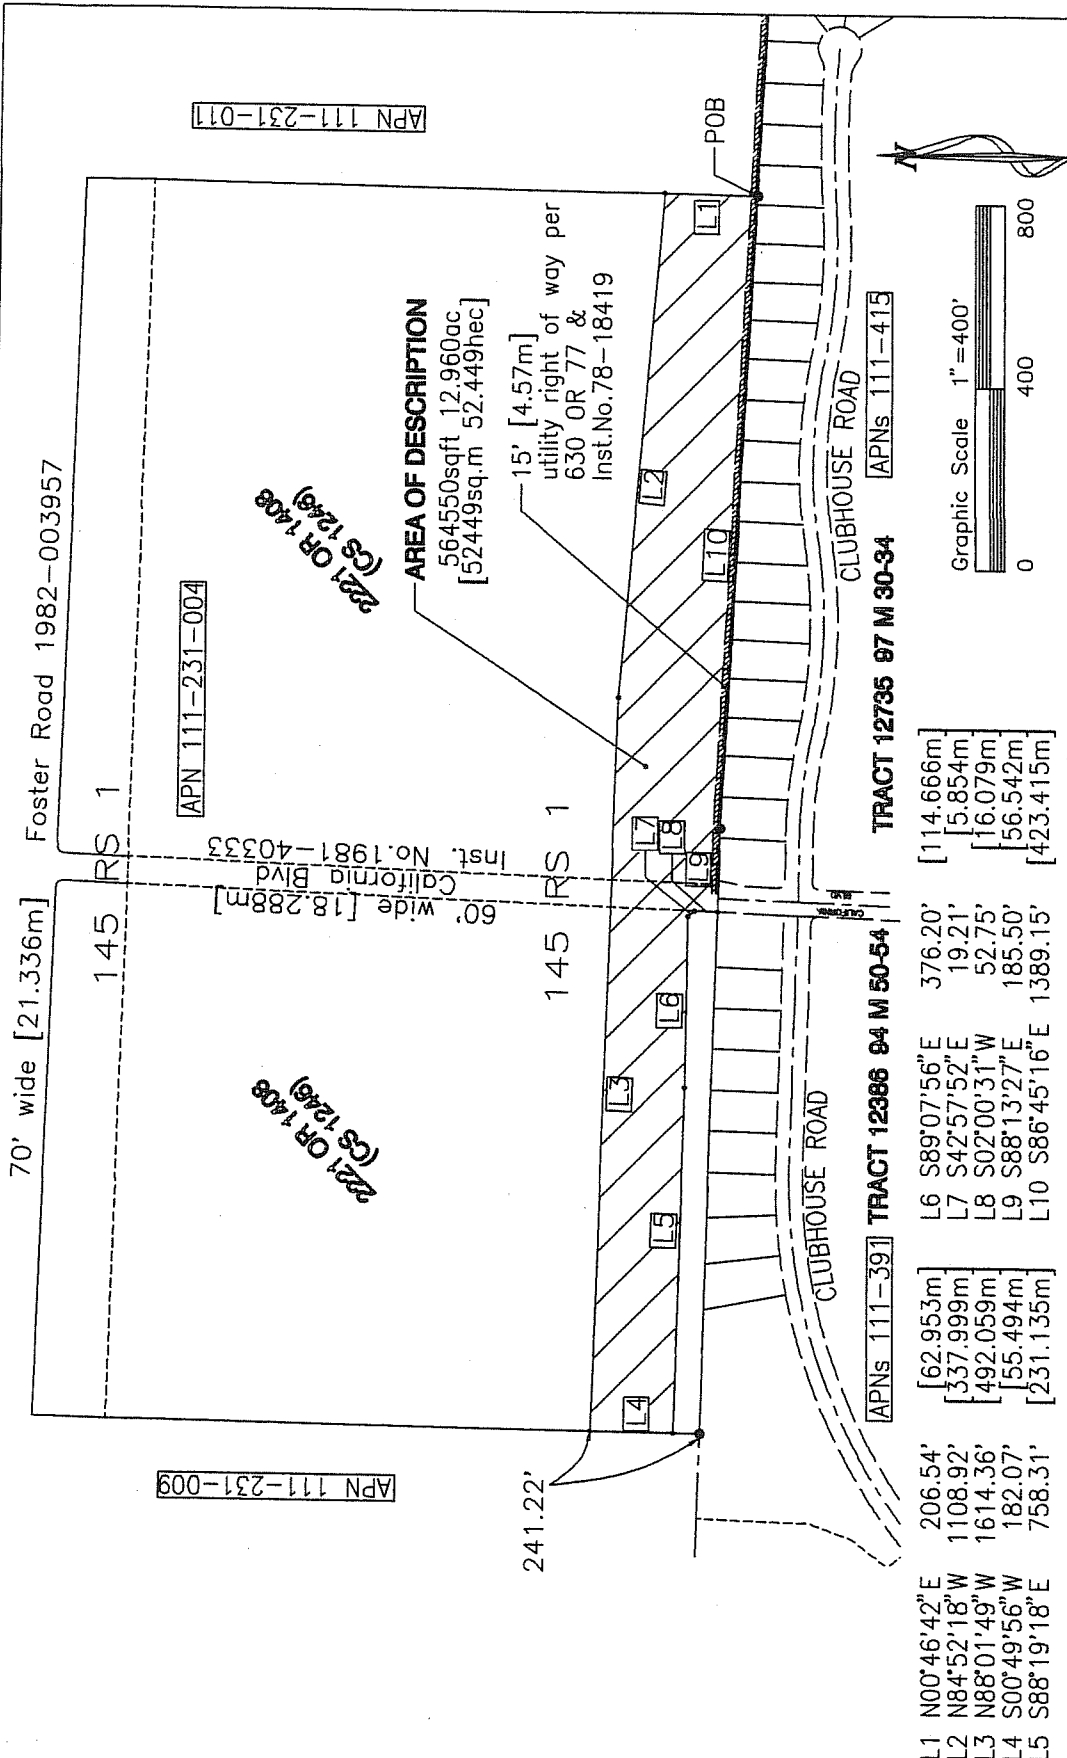 70' wide [21.336m]
Foster Road 1982-003957
145 RS 1
APN 111-231-004
APN 111-231-011
APN 111-231-009
2221 OR 1408
(CS 1246)
2221 OR 1408
(CS 1246)
60' wide [18.288m]
California Blvd
Inst. No.1981-40333
145 RS 1
AREA OF DESCRIPTION
564550sqft 12.960ac
[52449sq.m 52.449hec]
15' [4.57m]
utility right of way per
630 OR 77 &
Inst.No.78-18419
POB
L1
L2
L3
L4
L5
L6
L7
L8
L9
L10
241.22'
CLUBHOUSE ROAD
CLUBHOUSE ROAD
CALIFORNIA
BLVD
APNs 111-391
TRACT 12386 94 M 50-54
TRACT 12735 97 M 30-34
APNs 111-415
N
Graphic Scale 1"=400'
0 400 800
L1 N00°46'42"E 206.54' [62.953m]
L2 N84°52'18"W 1108.92' [337.999m]
L3 N88°01'49"W 1614.36' [492.059m]
L4 S00°49'56"W 182.07' [55.494m]
L5 S88°19'18"E 758.31' [231.135m]
L6 S89°07'56"E 376.20' [114.666m]
L7 S42°57'52"E 19.21' [5.854m]
L8 S02°00'31"W 52.75' [16.079m]
L9 S88°13'27"E 185.50' [56.542m]
L10 S86°45'16"E 1389.15' [423.415m]